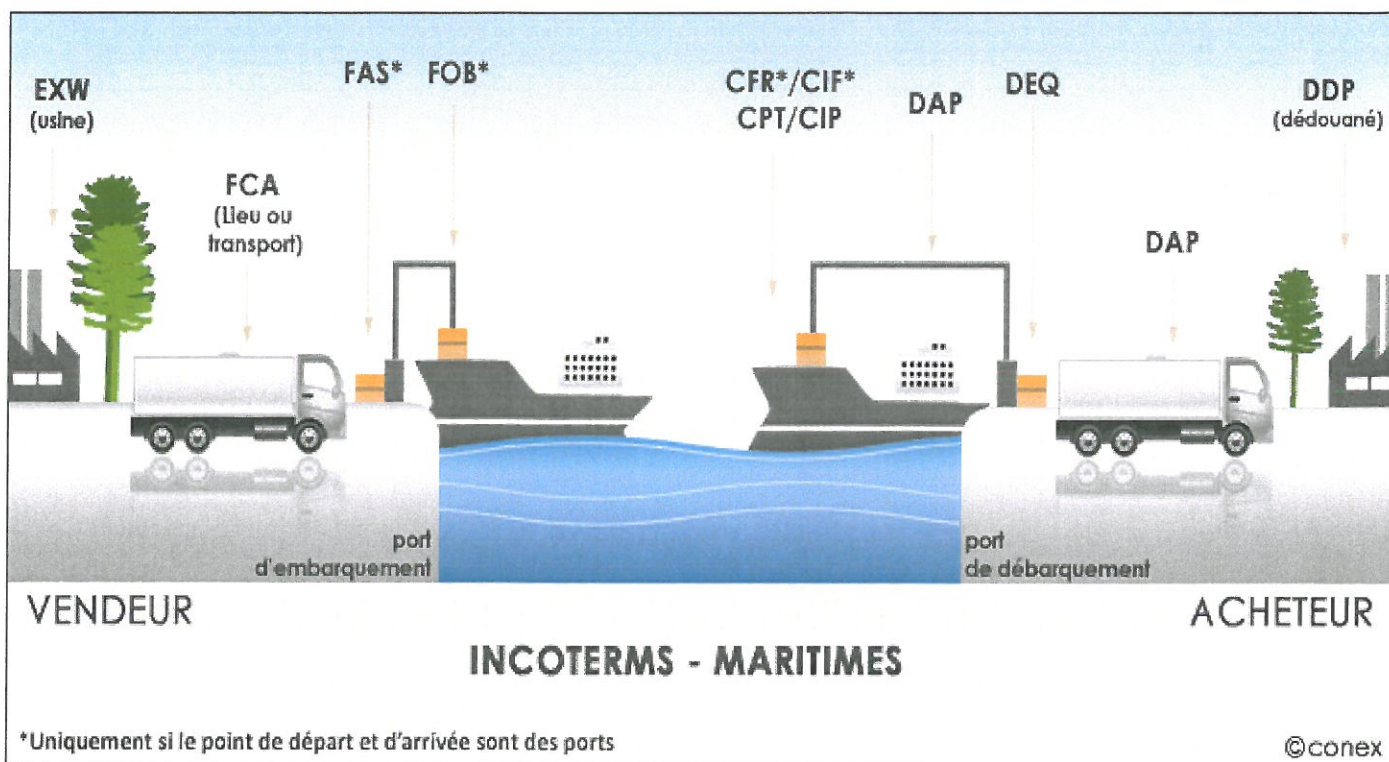 EXW
(usine)
FCA
(Lieu ou
transport)
FAS*
FOB*
CFR*/CIF*
CPT/CIP
DAP
DEQ
DAP
DDP
(dédouané)
port
d'embarquement
port
de débarquement
VENDEUR
ACHETEUR
INCOTERMS - MARITIMES
*Uniquement si le point de départ et d'arrivée sont des ports
©conex